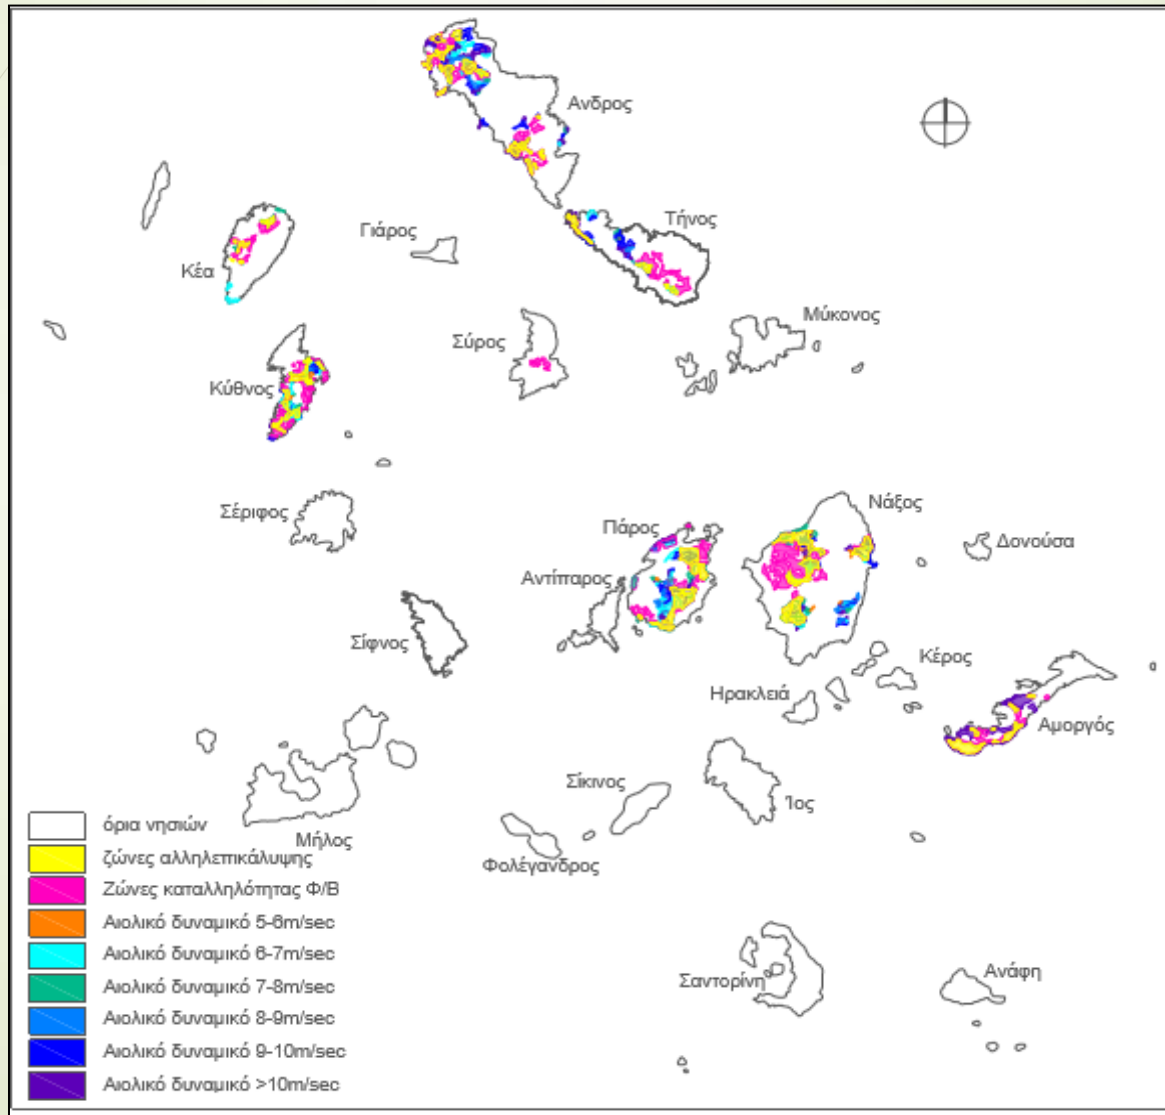 Ανδρος
Τήνος
Γιάρος
Κέα
Μύκονος
Σύρος
Κύθνος
Νάξος
Σέριφος
Πάρος
Δονούσα
Αντίπαρος
Σίφνος
Κέρος
Ηρακλειά
Αμοργός
Σίκινος
Ίος
Μήλος
Φολέγανδρος
Σαντορίνη
Ανάφη
όρια νησιών
ζώνες αλληλεπικάλυψης
Ζώνες καταλληλότητας Φ/Β
Αιολικό δυναμικό 5-6m/sec
Αιολικό δυναμικό 6-7m/sec
Αιολικό δυναμικό 7-8m/sec
Αιολικό δυναμικό 8-9m/sec
Αιολικό δυναμικό 9-10m/sec
Αιολικό δυναμικό >10m/sec